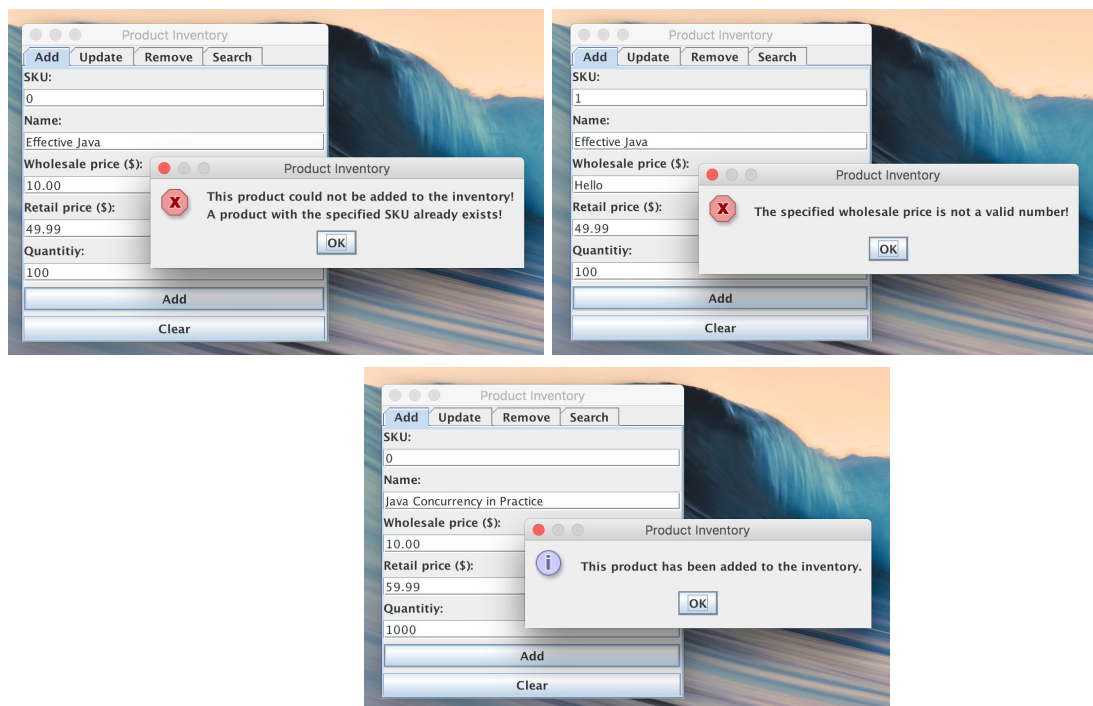 Product Inventory
Add Update Remove Search
SKU:
0
Name:
Effective Java
Wholesale price ($):
10.00
Retail price ($):
49.99
Quantitiy:
100
Add
Clear
Product Inventory
This product could not be added to the inventory!
A product with the specified SKU already exists!
OK
Product Inventory
Add Update Remove Search
SKU:
1
Name:
Effective Java
Wholesale price ($):
Hello
Retail price ($):
49.99
Quantitiy:
100
Add
Clear
Product Inventory
The specified wholesale price is not a valid number!
OK
Product Inventory
Add Update Remove Search
SKU:
0
Name:
Java Concurrency in Practice
Wholesale price ($):
10.00
Retail price ($):
59.99
Quantitiy:
1000
Add
Clear
Product Inventory
This product has been added to the inventory.
OK